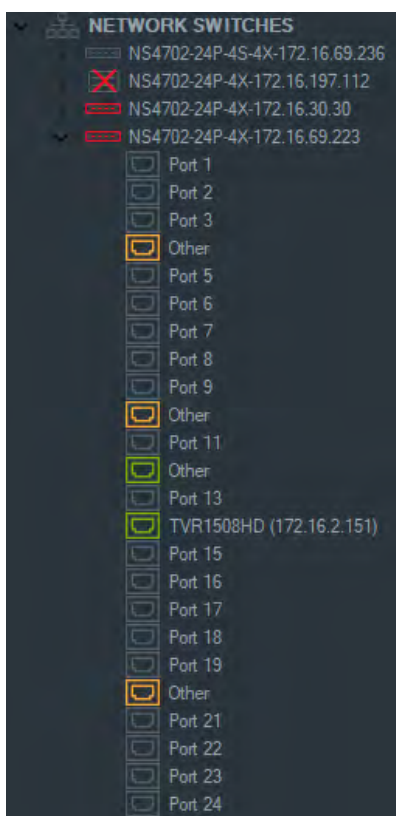 NETWORK SWITCHES
NS4702-24P-4S-4X-172.16.69.236
NS4702-24P-4X-172.16.197.112
NS4702-24P-4X-172.16.30.30
NS4702-24P-4X-172.16.69.223
Port 1
Port 2
Port 3
Other
Port 5
Port 6
Port 7
Port 8
Port 9
Other
Port 11
Other
Port 13
TVR1508HD (172.16.2.151)
Port 15
Port 16
Port 17
Port 18
Port 19
Other
Port 21
Port 22
Port 23
Port 24